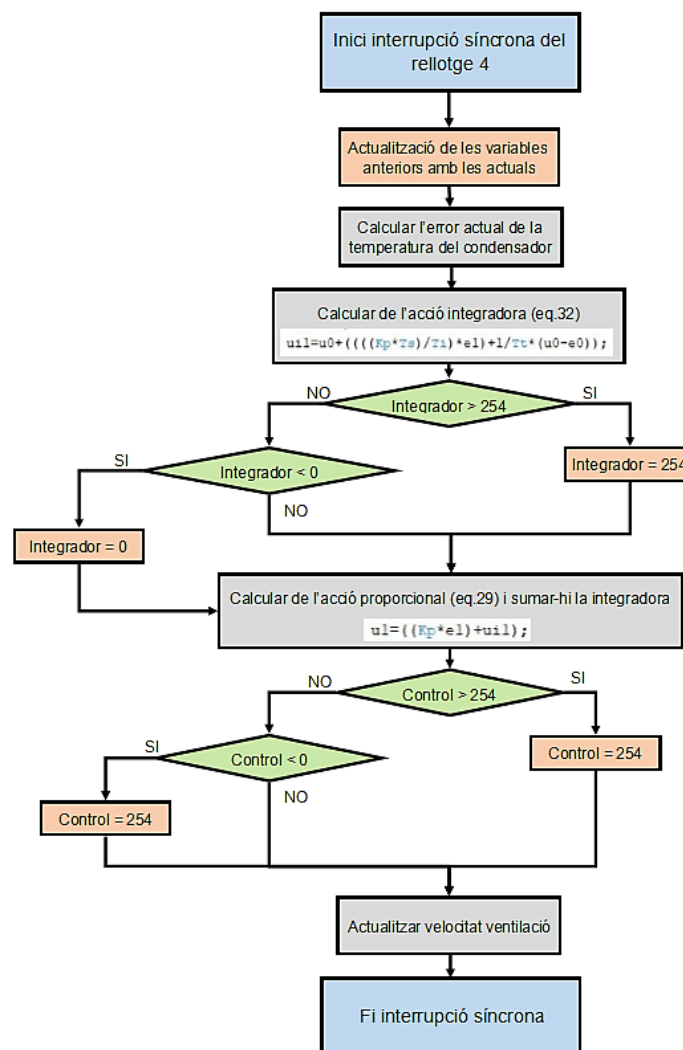 Inici interrupció síncrona del
rellotge 4
Actualització de les variables
anteriors amb les actuals
Calcular l'error actual de la
temperatura del condensador
Calcular de l'acció integradora (eq.32)
ui1=u0+((((Kp*Ts)/Ti)*e1)+1/Tt*(u0-e0));
NO
Integrador > 254
SI
SI
Integrador < 0
Integrador = 254
NO
Integrador = 0
Calcular de l'acció proporcional (eq.29) i sumar-hi la integradora
u1=((Kp*e1)+ui1);
NO
Control > 254
SI
SI
Control < 0
Control = 254
NO
Control = 254
Actualitzar velocitat ventilació
Fi interrupció síncrona